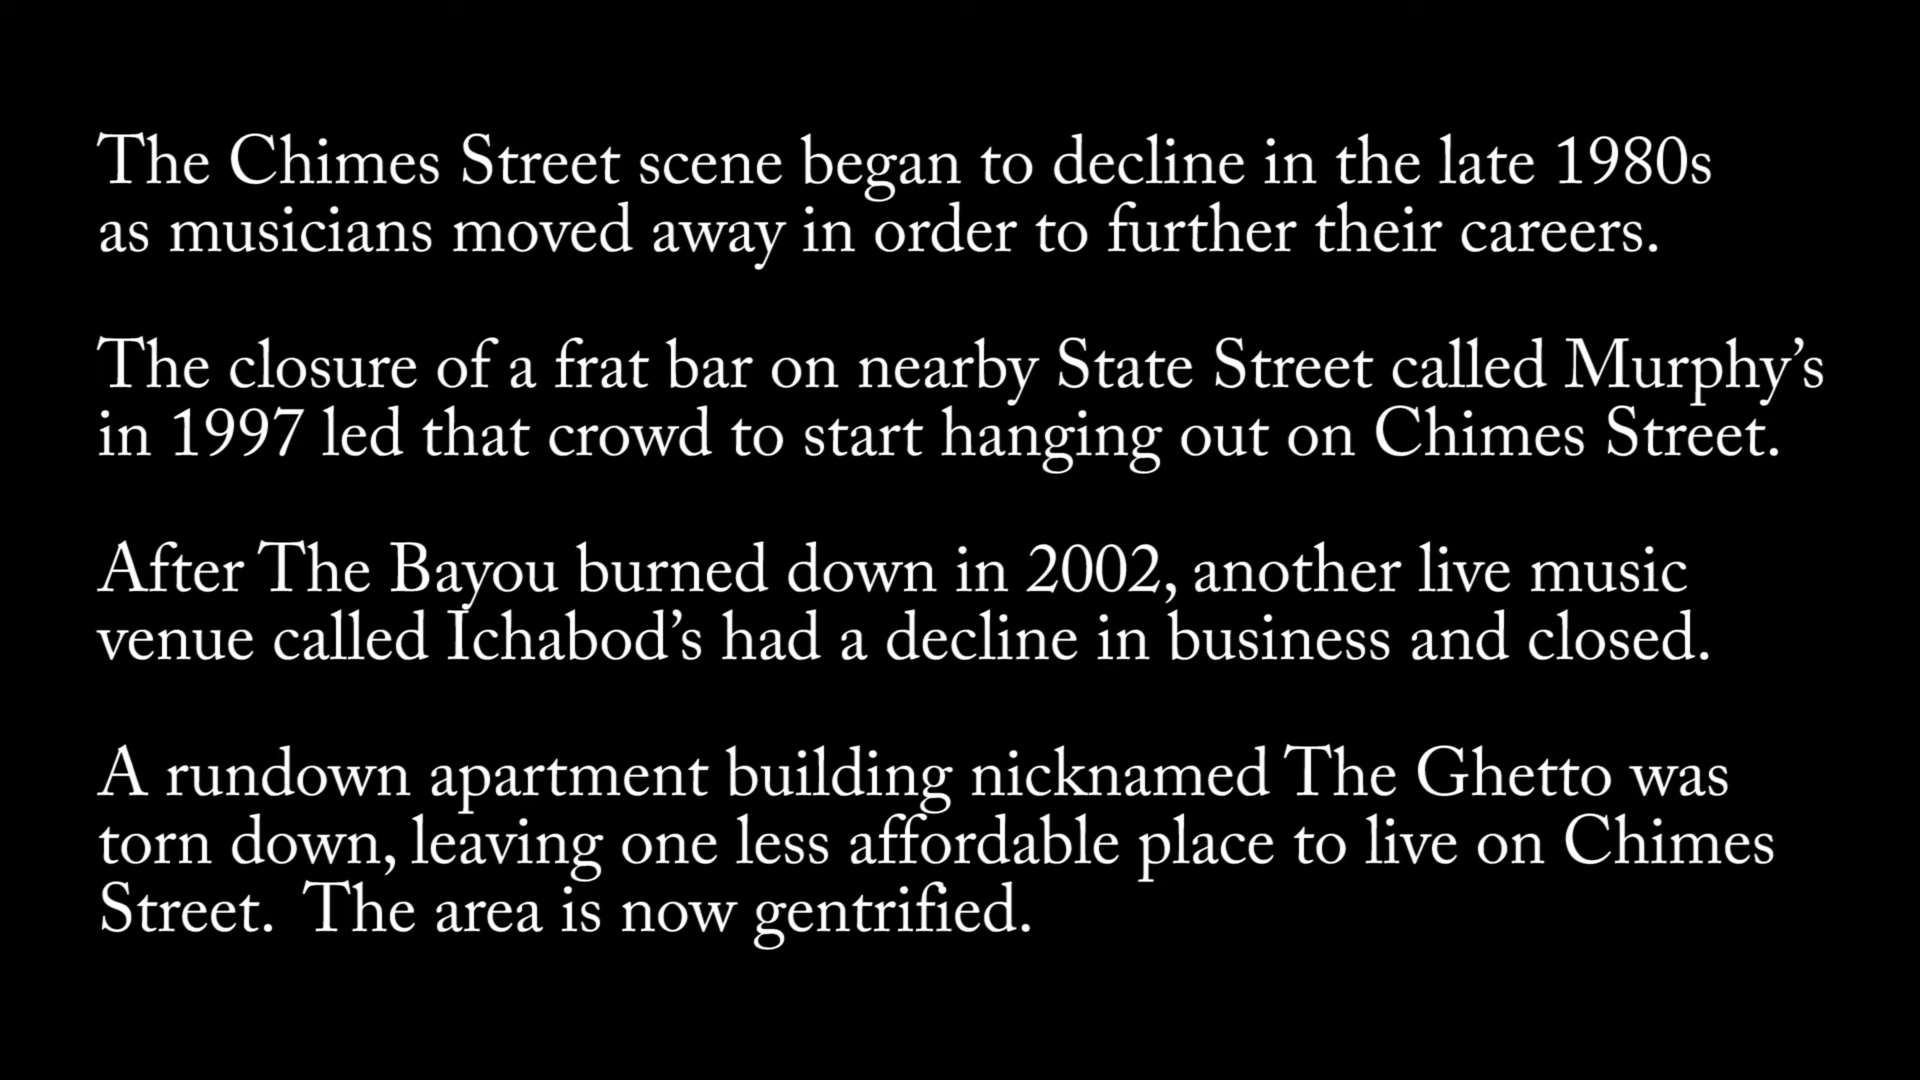 The Chimes Street scene began to decline in the late 1980s
as musicians moved away in order to further their careers.
The closure of a frat bar on nearby State Street called Murphy’s
in 1997 led that crowd to start hanging out on Chimes Street.
After The Bayou burned down in 2002, another live music
venue called Ichabod’s had a decline in business and closed.
A rundown apartment building nicknamed The Ghetto was
torn down, leaving one less affordable place to live on Chimes
Street.  The area is now gentrified.